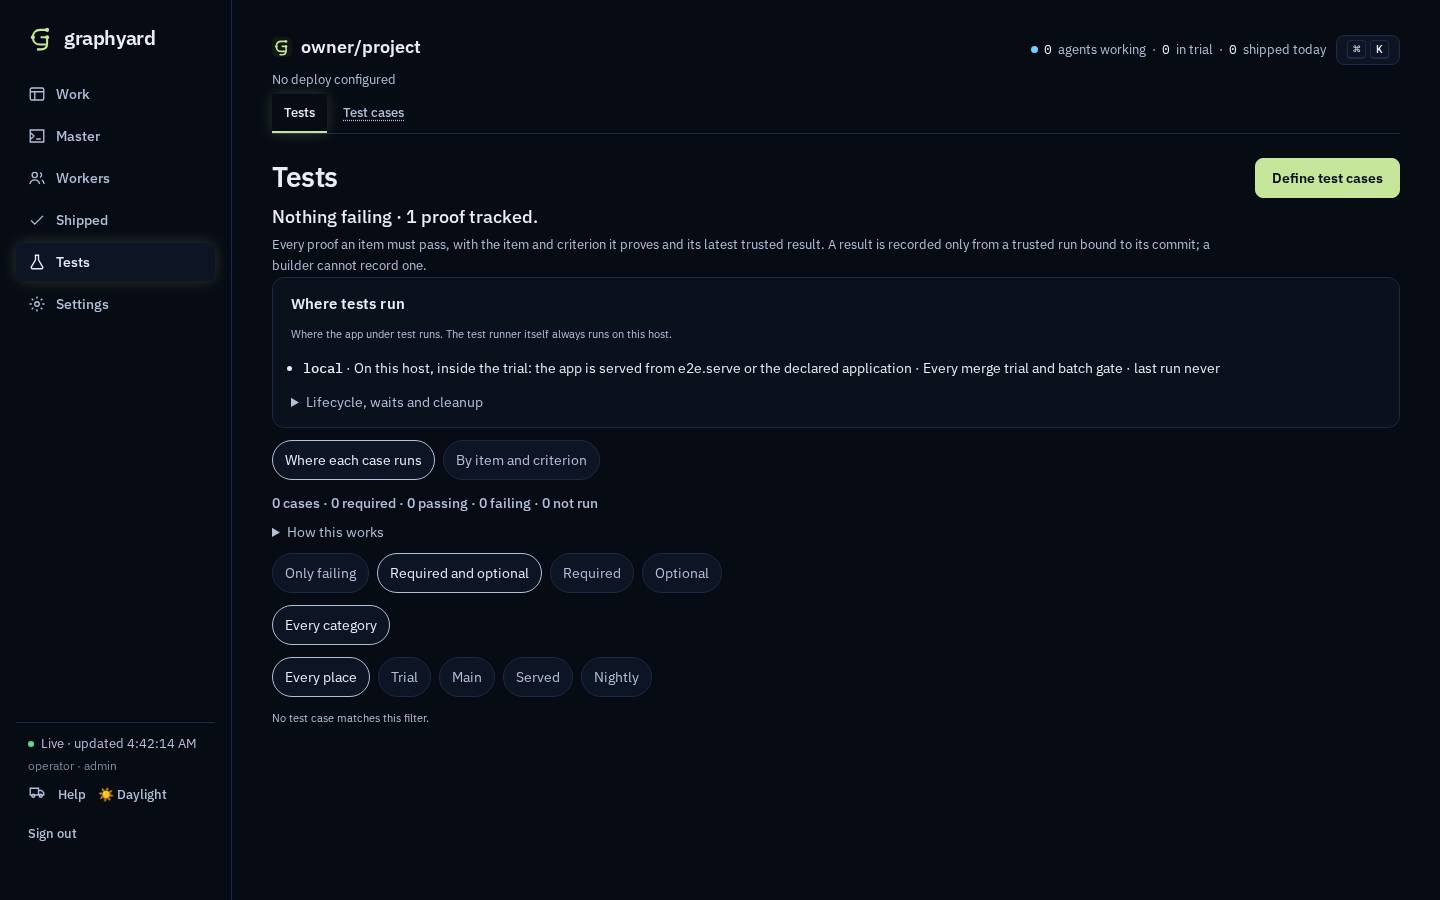 graphyard
Work
Master
Workers
Shipped
Tests
Settings
Live · updated 4:42:14 AM
operator · admin
Help ☀️ Daylight
Sign out
owner/project
0 agents working · 0 in trial · 0 shipped today
⌘ K
No deploy configured
Tests
Test cases
Tests
Define test cases
Nothing failing · 1 proof tracked.
Every proof an item must pass, with the item and criterion it proves and its latest trusted result. A result is recorded only from a trusted run bound to its commit; a
builder cannot record one.
Where tests run
Where the app under test runs. The test runner itself always runs on this host.
• local · On this host, inside the trial: the app is served from e2e.serve or the declared application · Every merge trial and batch gate · last run never
▶ Lifecycle, waits and cleanup
Where each case runs
By item and criterion
0 cases · 0 required · 0 passing · 0 failing · 0 not run
▶ How this works
Only failing
Required and optional
Required
Optional
Every category
Every place
Trial
Main
Served
Nightly
No test case matches this filter.